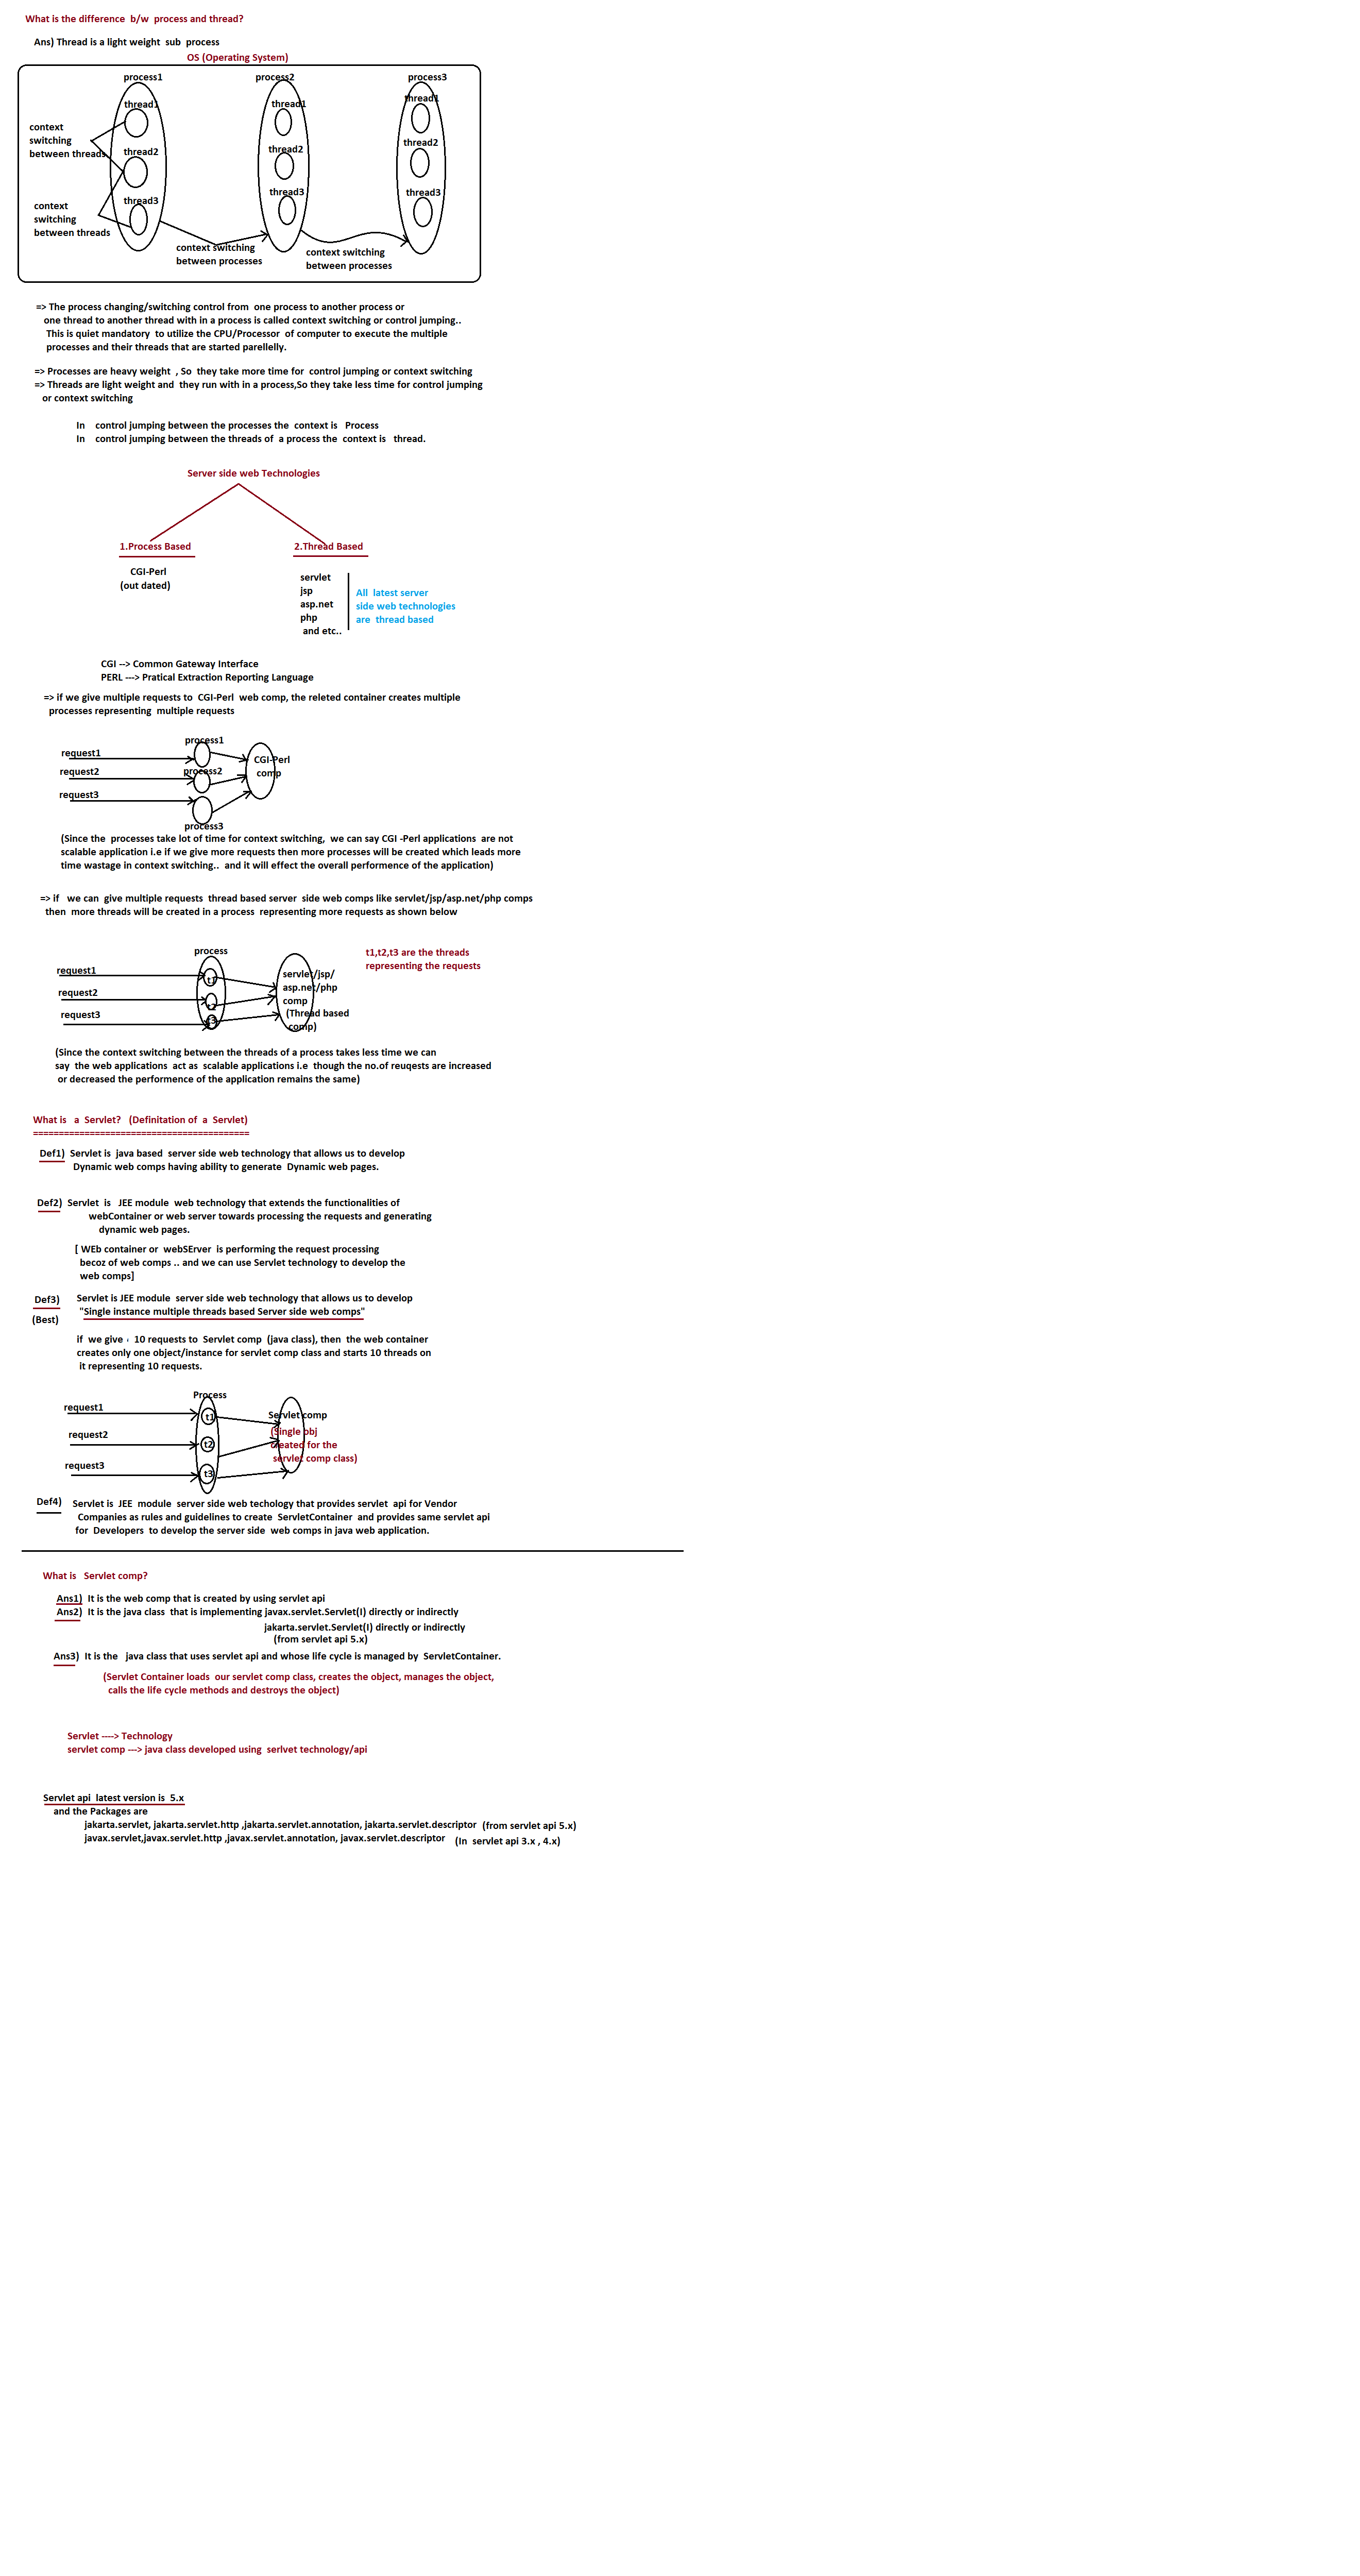 What is the difference b/w process and thread?
Ans) Thread is a light weight sub process
OS (Operating System)
process1
process2
process3
thread1
thread1
thread1
context
switching
between threads
thread2
thread2
thread2
thread3
thread3
thread3
context
switching
between threads
context switching
between processes
context switching
between processes
=> The process changing/switching control from one process to another process or
one thread to another thread with in a process is called context switching or control jumping..
This is quiet mandatory to utilize the CPU/Processor of computer to execute the multiple
processes and their threads that are started parellelly.
=> Processes are heavy weight , So they take more time for control jumping or context switching
=> Threads are light weight and they run with in a process,So they take less time for control jumping
or context switching
In control jumping between the processes the context is Process
In control jumping between the threads of a process the context is thread.
Server side web Technologies
1.Process Based
2.Thread Based
CGI-Perl
(out dated)
servlet
jsp
asp.net
php
and etc..
All latest server
side web technologies
are thread based
CGI --> Common Gateway Interface
PERL ---> Pratical Extraction Reporting Language
=> if we give multiple requests to CGI-Perl web comp, the releted container creates multiple
processes representing multiple requests
process1
request1
CGI-Perl
comp
request2
process2
request3
process3
(Since the processes take lot of time for context switching, we can say CGI -Perl applications are not
scalable application i.e if we give more requests then more processes will be created which leads more
time wastage in context switching.. and it will effect the overall performence of the application)
=> if we can give multiple requests thread based server side web comps like servlet/jsp/asp.net/php comps
then more threads will be created in a process representing more requests as shown below
process
t1,t2,t3 are the threads
representing the requests
request1
t1
servlet/jsp/
asp.net/php
comp
(Thread based
comp)
request2
t2
request3
t3
(Since the context switching between the threads of a process takes less time we can
say the web applications act as scalable applications i.e though the no.of reuqests are increased
or decreased the performence of the application remains the same)
What is a Servlet? (Definitation of a Servlet)
==========================================
Def1) Servlet is java based server side web technology that allows us to develop
Dynamic web comps having ability to generate Dynamic web pages.
Def2) Servlet is JEE module web technology that extends the functionalities of
webContainer or web server towards processing the requests and generating
dynamic web pages.
[ WEb container or webSErver is performing the request processing
becoz of web comps .. and we can use Servlet technology to develop the
web comps]
Def3) Servlet is JEE module server side web technology that allows us to develop
(Best) "Single instance multiple threads based Server side web comps"
if we give 10 requests to Servlet comp (java class), then the web container
creates only one object/instance for servlet comp class and starts 10 threads on
it representing 10 requests.
Process
request1
t1
Servlet comp
(Single obj
created for the
servlet comp class)
request2
t2
request3
t3
Def4) Servlet is JEE module server side web techology that provides servlet api for Vendor
Companies as rules and guidelines to create ServletContainer and provides same servlet api
for Developers to develop the server side web comps in java web application.
What is Servlet comp?
Ans1) It is the web comp that is created by using servlet api
Ans2) It is the java class that is implementing javax.servlet.Servlet(I) directly or indirectly
jakarta.servlet.Servlet(I) directly or indirectly
(from servlet api 5.x)
Ans3) It is the java class that uses servlet api and whose life cycle is managed by ServletContainer.
(Servlet Container loads our servlet comp class, creates the object, manages the object,
calls the life cycle methods and destroys the object)
Servlet ----> Technology
servlet comp ---> java class developed using serlvet technology/api
Servlet api latest version is 5.x
and the Packages are
jakarta.servlet, jakarta.servlet.http ,jakarta.servlet.annotation, jakarta.servlet.descriptor (from servlet api 5.x)
javax.servlet,javax.servlet.http ,javax.servlet.annotation, javax.servlet.descriptor (In servlet api 3.x , 4.x)